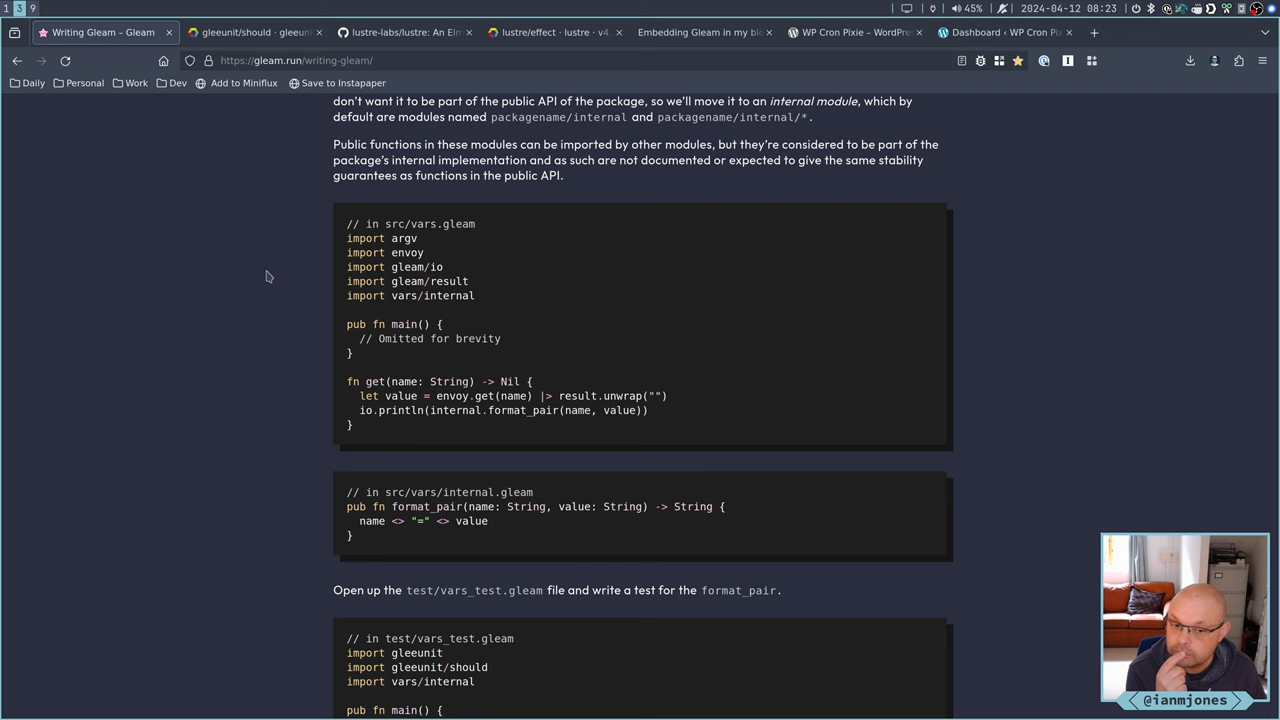 1 3 9
45% 2024-04-12 08:23
Writing Gleam – Gleam
gleeunit/should · gleeuni
lustre-labs/lustre: An Elm
lustre/effect · lustre · v4.
Embedding Gleam in my blo
WP Cron Pixie – WordPres
Dashboard ‹ WP Cron Pixi
https://gleam.run/writing-gleam/
Daily Personal Work Dev Add to Miniflux Save to Instapaper
don't want it to be part of the public API of the package, so we'll move it to an internal module, which by
default are modules named packagename/internal and packagename/internal/*.
Public functions in these modules can be imported by other modules, but they're considered to be part of the
package's internal implementation and as such are not documented or expected to give the same stability
guarantees as functions in the public API.
// in src/vars.gleam
import argv
import envoy
import gleam/io
import gleam/result
import vars/internal
pub fn main() {
// Omitted for brevity
}
fn get(name: String) -> Nil {
let value = envoy.get(name) |> result.unwrap("")
io.println(internal.format_pair(name, value))
}
// in src/vars/internal.gleam
pub fn format_pair(name: String, value: String) -> String {
name <> "=" <> value
}
Open up the test/vars_test.gleam file and write a test for the format_pair.
// in test/vars_test.gleam
import gleeunit
import gleeunit/should
import vars/internal
pub fn main() {
@ianmjones